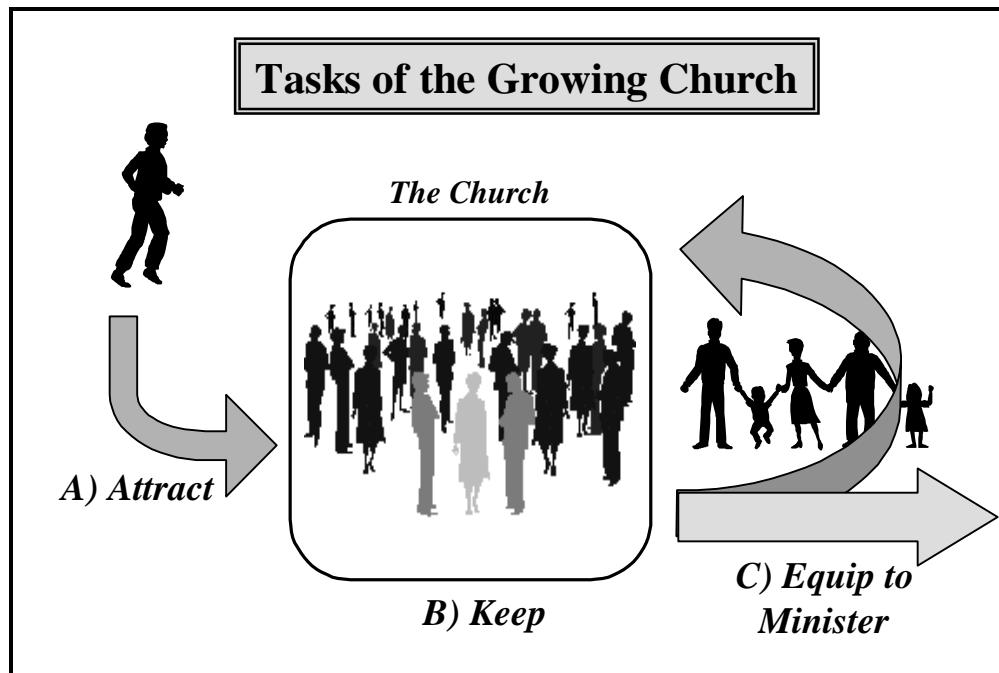 Tasks of the Growing Church
The Church
A) Attract
B) Keep
C) Equip to
Minister